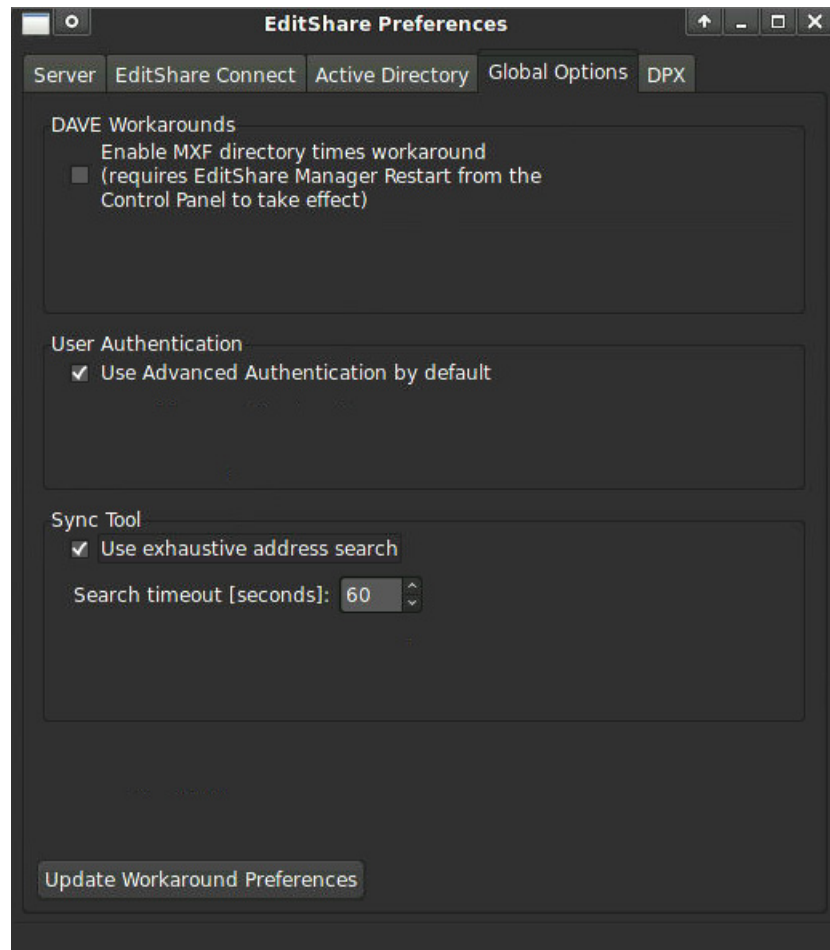 EditShare Preferences
Server EditShare Connect Active Directory Global Options DPX
DAVE Workarounds
Enable MXF directory times workaround
(requires EditShare Manager Restart from the
Control Panel to take effect)
User Authentication
Use Advanced Authentication by default
Sync Tool
Use exhaustive address search
Search timeout [seconds]: 60
Update Workaround Preferences